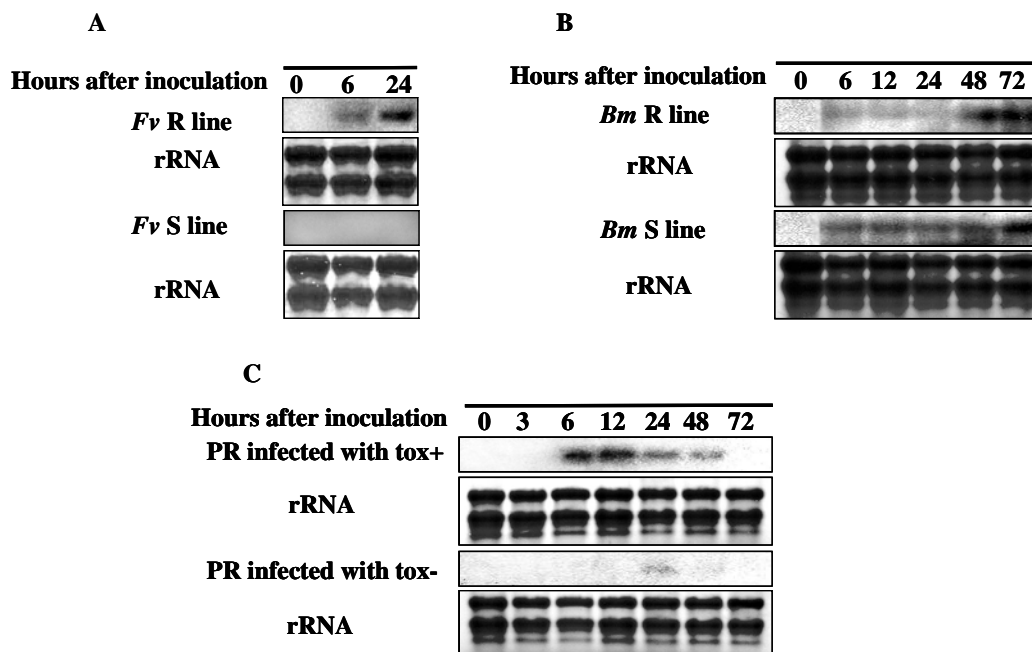 A
Hours after inoculation 0 6 24
Fv R line
rRNA
Fv S line
rRNA
B
Hours after inoculation 0 6 12 24 48 72
Bm R line
rRNA
Bm S line
rRNA
C
Hours after inoculation 0 3 6 12 24 48 72
PR infected with tox+
rRNA
PR infected with tox-
rRNA